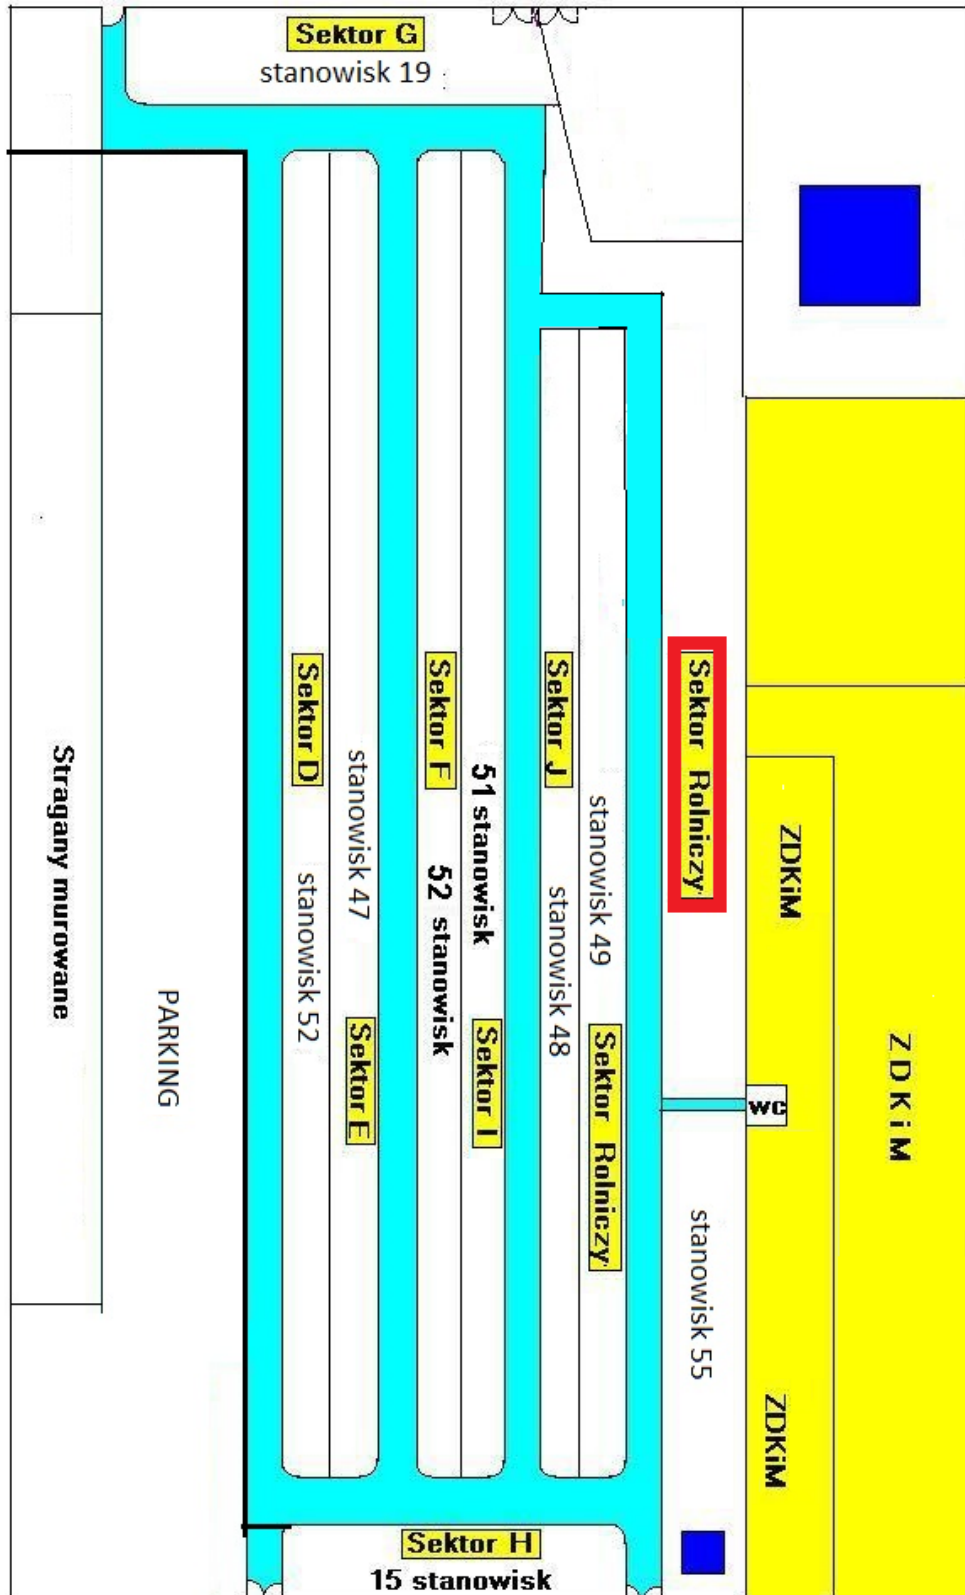 Sektor G
stanowisk 19
Stragany murowane
PARKING
Sektor D
stanowisk 52
stanowisk 47
Sektor E
Sektor F
52 stanowisk
51 stanowisk
Sektor I
Sektor J
stanowisk 48
stanowisk 49
Sektor Rolniczy
Sektor Rolniczy
stanowisk 55
wc
ZDKiM
ZDKiM
ZDKiM
Sektor H
15 stanowisk